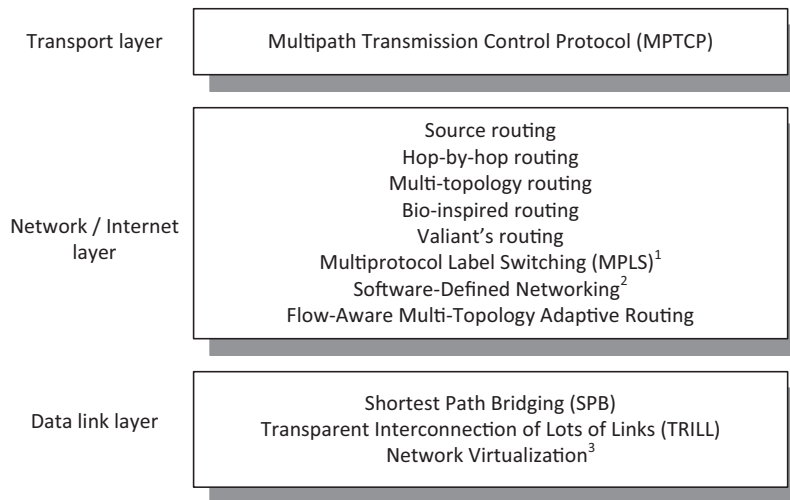 Transport layer
Multipath Transmission Control Protocol (MPTCP)
Network / Internet
layer
Source routing
Hop-by-hop routing
Multi-topology routing
Bio-inspired routing
Valiant's routing
Multiprotocol Label Switching (MPLS)¹
Software-Defined Networking²
Flow-Aware Multi-Topology Adaptive Routing
Data link layer
Shortest Path Bridging (SPB)
Transparent Interconnection of Lots of Links (TRILL)
Network Virtualization³